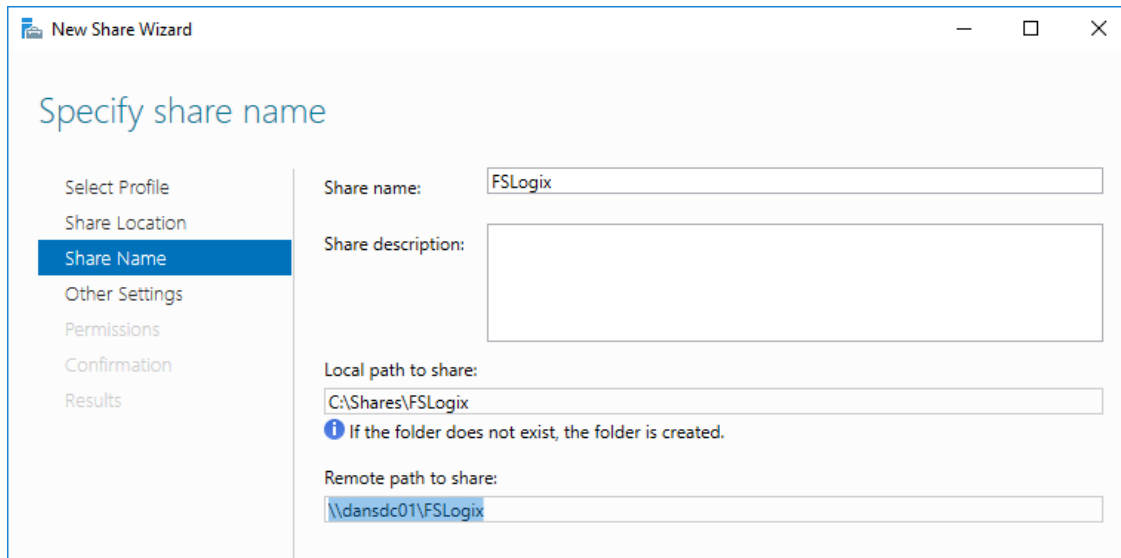 New Share Wizard
Specify share name
Select Profile
Share Location
Share Name
Other Settings
Permissions
Confirmation
Results
Share name:
FSLogix
Share description:
Local path to share:
C:\Shares\FSLogix
If the folder does not exist, the folder is created.
Remote path to share:
\\dansdc01\FSLogix